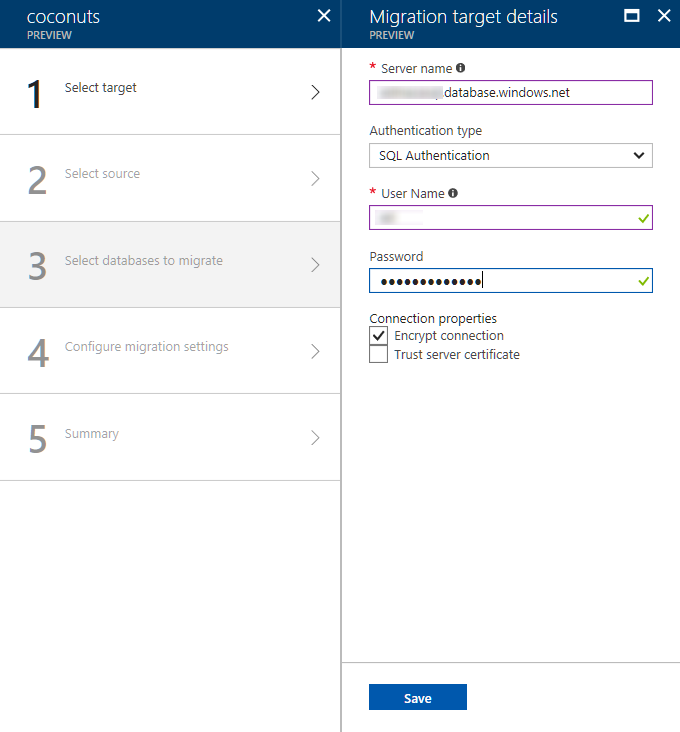 coconuts
PREVIEW
1 Select target
2 Select source
3 Select databases to migrate
4 Configure migration settings
5 Summary
Migration target details
PREVIEW
* Server name
.database.windows.net
Authentication type
SQL Authentication
* User Name
Password
•••••••••••••
Connection properties
Encrypt connection
Trust server certificate
Save